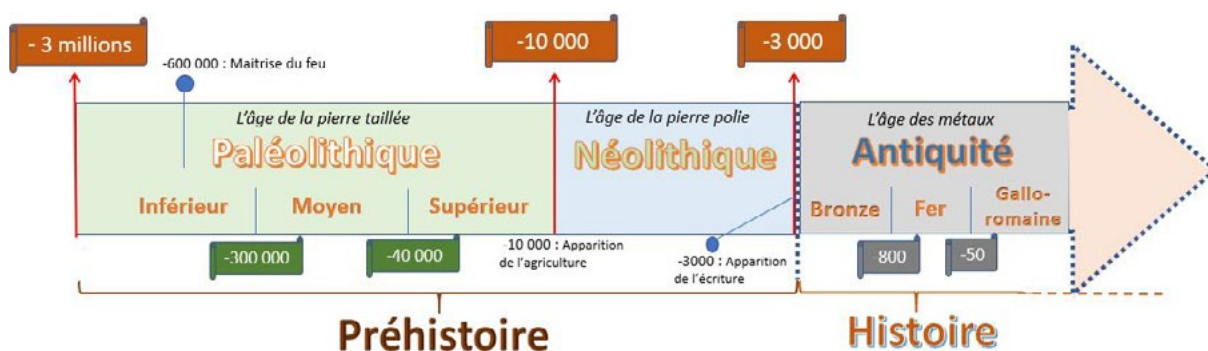 - 3 millions
-10 000
-3 000
-600 000 : Maitrise du feu
L'âge de la pierre taillée
L'âge de la pierre polie
L'âge des métaux
Paléolithique
Néolithique
Antiquité
Inférieur
Moyen
Supérieur
Bronze
Fer
Gallo-
romaine
-300 000
-40 000
-10 000 : Apparition
de l'agriculture
-3000 : Apparition
de l'écriture
-800
-50
Préhistoire
Histoire